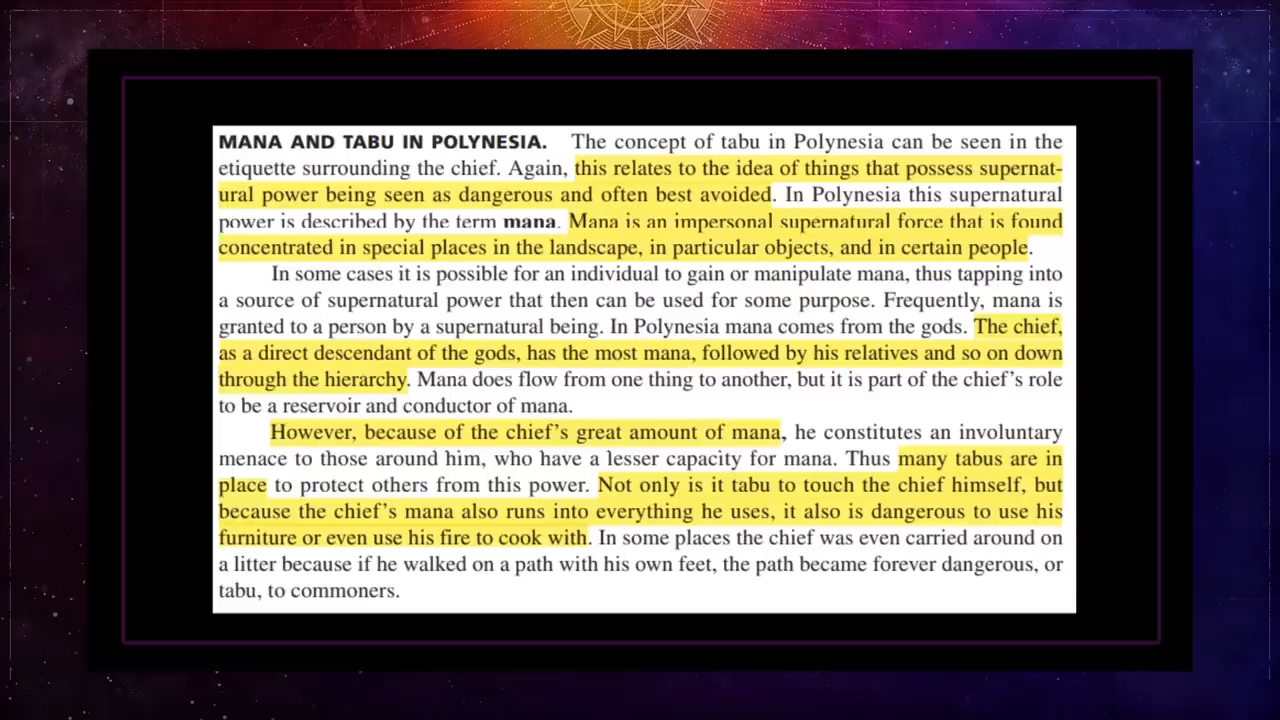 MANA AND TABU IN POLYNESIA. The concept of tabu in Polynesia can be seen in the
etiquette surrounding the chief. Again, this relates to the idea of things that possess supernat-
ural power being seen as dangerous and often best avoided. In Polynesia this supernatural
power is described by the term mana. Mana is an impersonal supernatural force that is found
concentrated in special places in the landscape, in particular objects, and in certain people.
In some cases it is possible for an individual to gain or manipulate mana, thus tapping into
a source of supernatural power that then can be used for some purpose. Frequently, mana is
granted to a person by a supernatural being. In Polynesia mana comes from the gods. The chief,
as a direct descendant of the gods, has the most mana, followed by his relatives and so on down
through the hierarchy. Mana does flow from one thing to another, but it is part of the chief's role
to be a reservoir and conductor of mana.
However, because of the chief's great amount of mana, he constitutes an involuntary
menace to those around him, who have a lesser capacity for mana. Thus many tabus are in
place to protect others from this power. Not only is it tabu to touch the chief himself, but
because the chief's mana also runs into everything he uses, it also is dangerous to use his
furniture or even use his fire to cook with. In some places the chief was even carried around on
a litter because if he walked on a path with his own feet, the path became forever dangerous, or
tabu, to commoners.